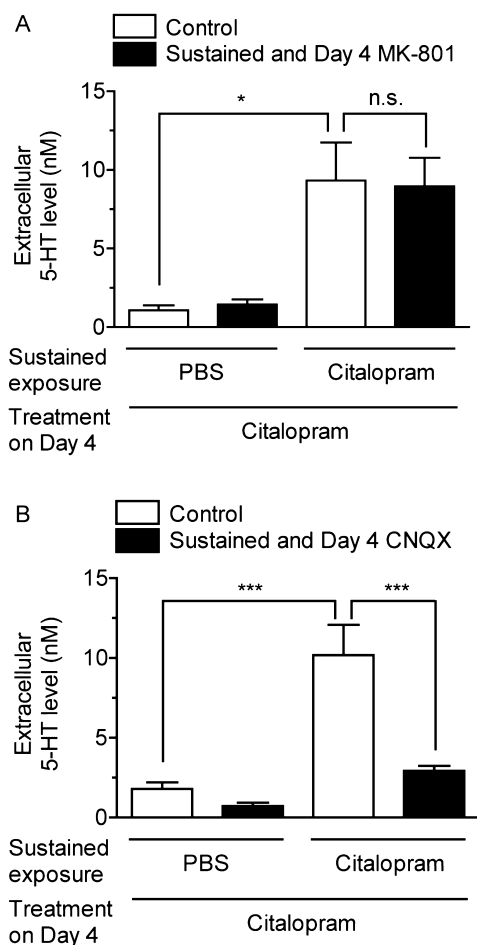 A
Control
Sustained and Day 4 MK-801
Extracellular
5-HT level (nM)
15
10
5
0
*
n.s.
Sustained
exposure
PBS
Citalopram
Treatment
on Day 4
Citalopram
B
Control
Sustained and Day 4 CNQX
Extracellular
5-HT level (nM)
15
10
5
0
***
***
Sustained
exposure
PBS
Citalopram
Treatment
on Day 4
Citalopram